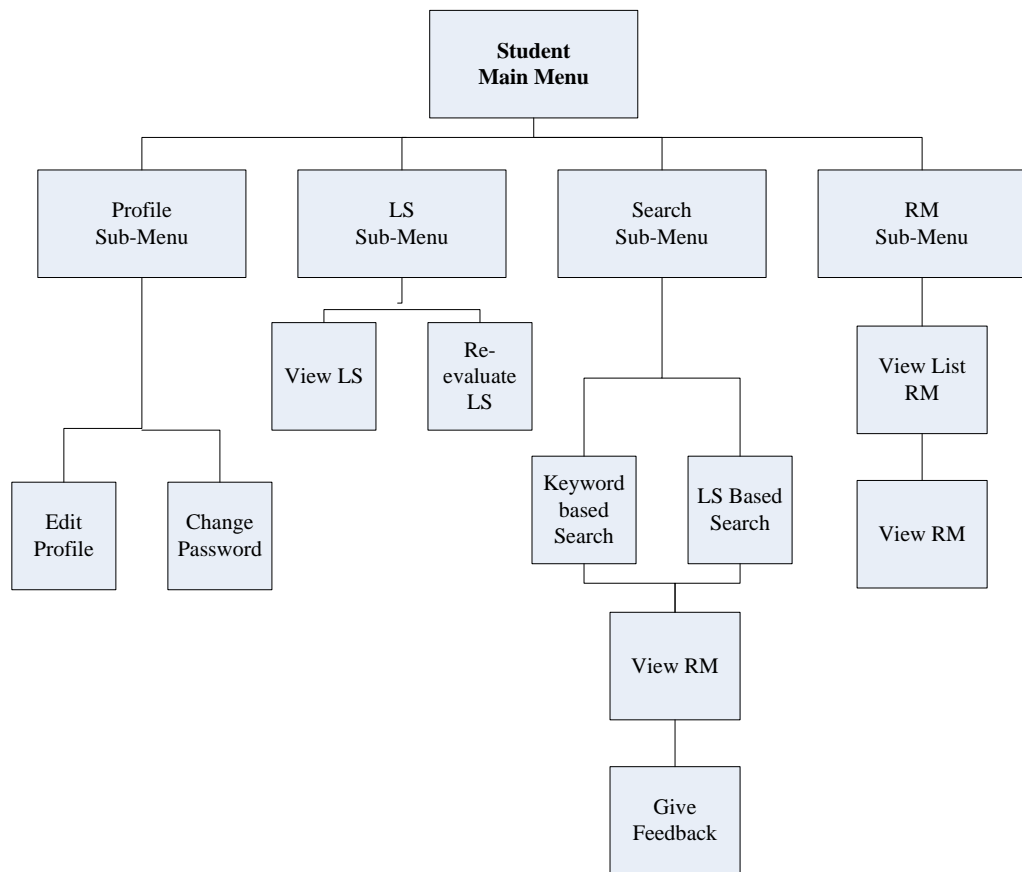 Student
Main Menu
Profile
Sub-Menu
LS
Sub-Menu
Search
Sub-Menu
RM
Sub-Menu
View LS
Re-
evaluate
LS
View List
RM
Edit
Profile
Change
Password
Keyword
based
Search
LS Based
Search
View RM
View RM
Give
Feedback